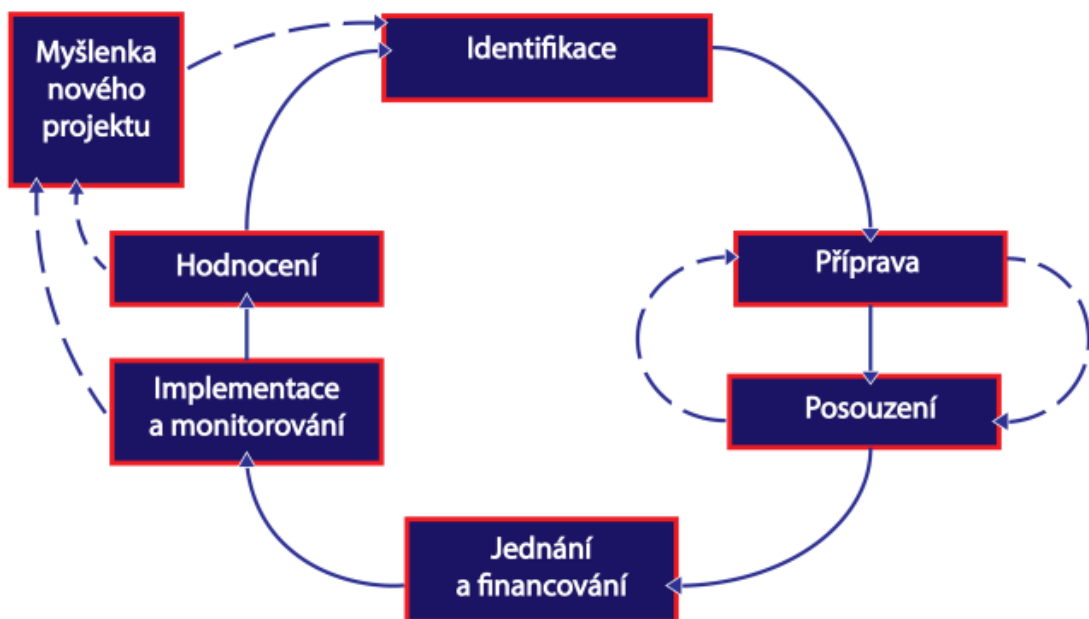 Myšlenka
nového
projektu
Identifikace
Hodnocení
Příprava
Implementace
a monitorování
Posouzení
Jednání
a financování